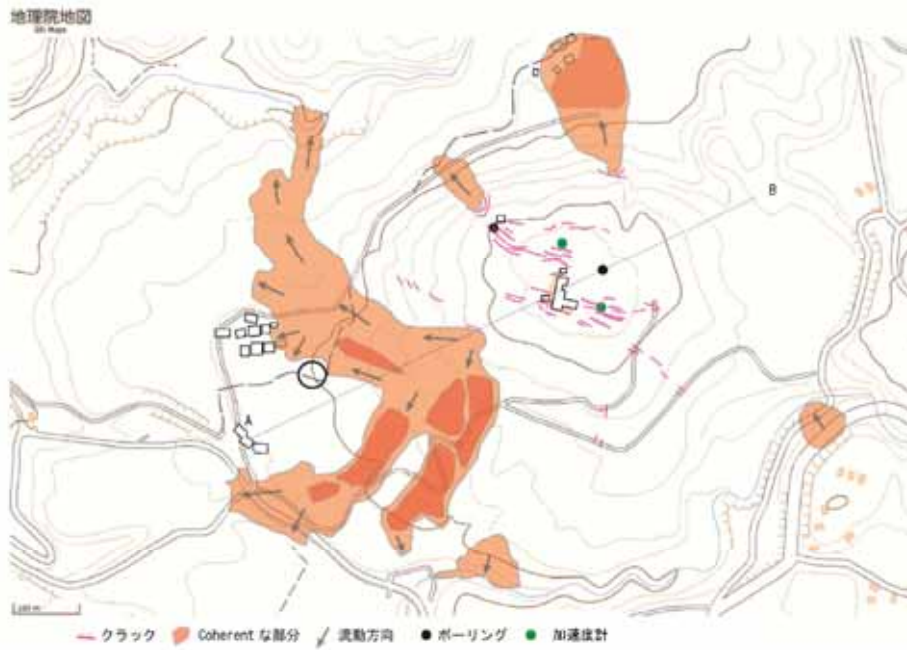 地理院地図
GSI Maps
B
A
100 m
クラック Coherent な部分 流動方向 ボーリング 加速度計